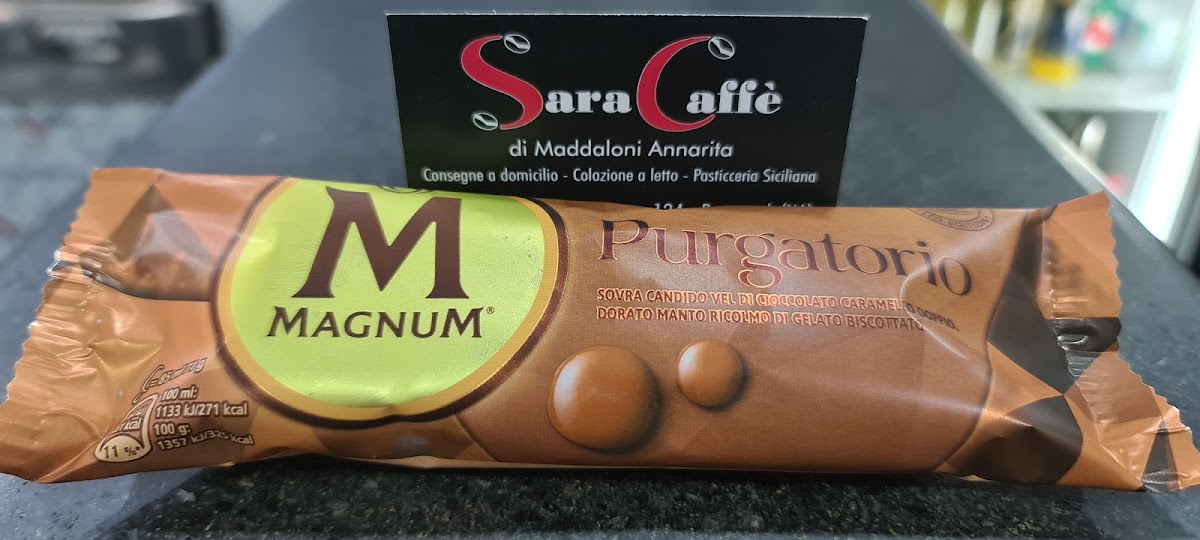 Sara Caffè
di Maddaloni Annarita
Consegne a domicilio - Colazione a letto - Pasticceria Siciliana
M
MAGNUM®
Purgatorio
SOVRA CANDIDO VEL DI CIOCCOLATO CARAMELLO DOPPIO,
DORATO MANTO RICOLMO DI GELATO BISCOTTATO
EDITION
100 ml:
1133 kJ/271 kcal
100 g:
1357 kJ/325 kcal
11 %*